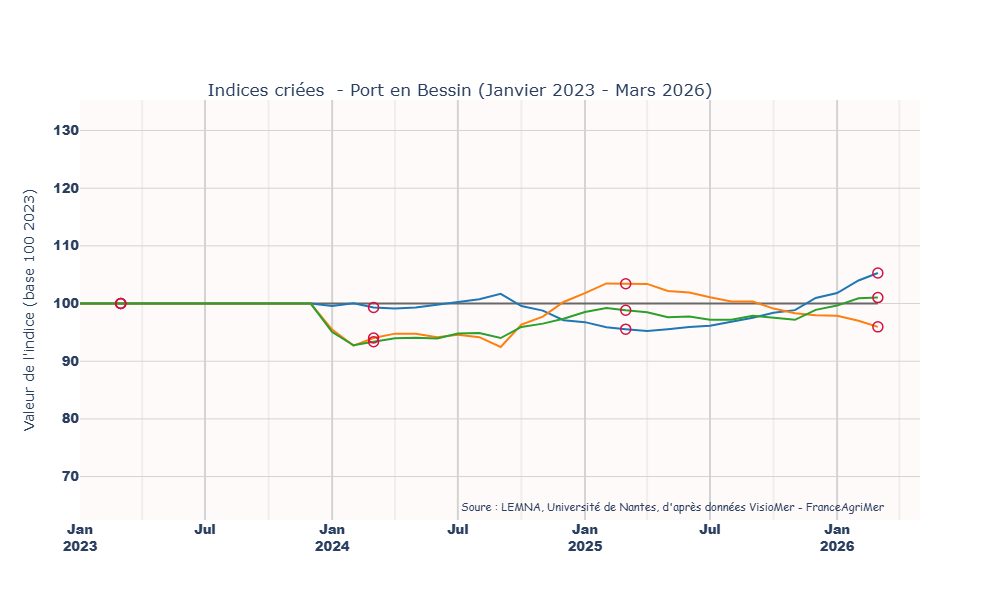 Indices criées  - Port en Bessin (Janvier 2023 - Mars 2026)
Valeur de l'indice (base 100 2023)
130
120
110
100
90
80
70
Soure : LEMNA, Université de Nantes, d'après données VisioMer - FranceAgriMer
Jan Jul Jan Jul Jan Jul Jan
2023 2024 2025 2026